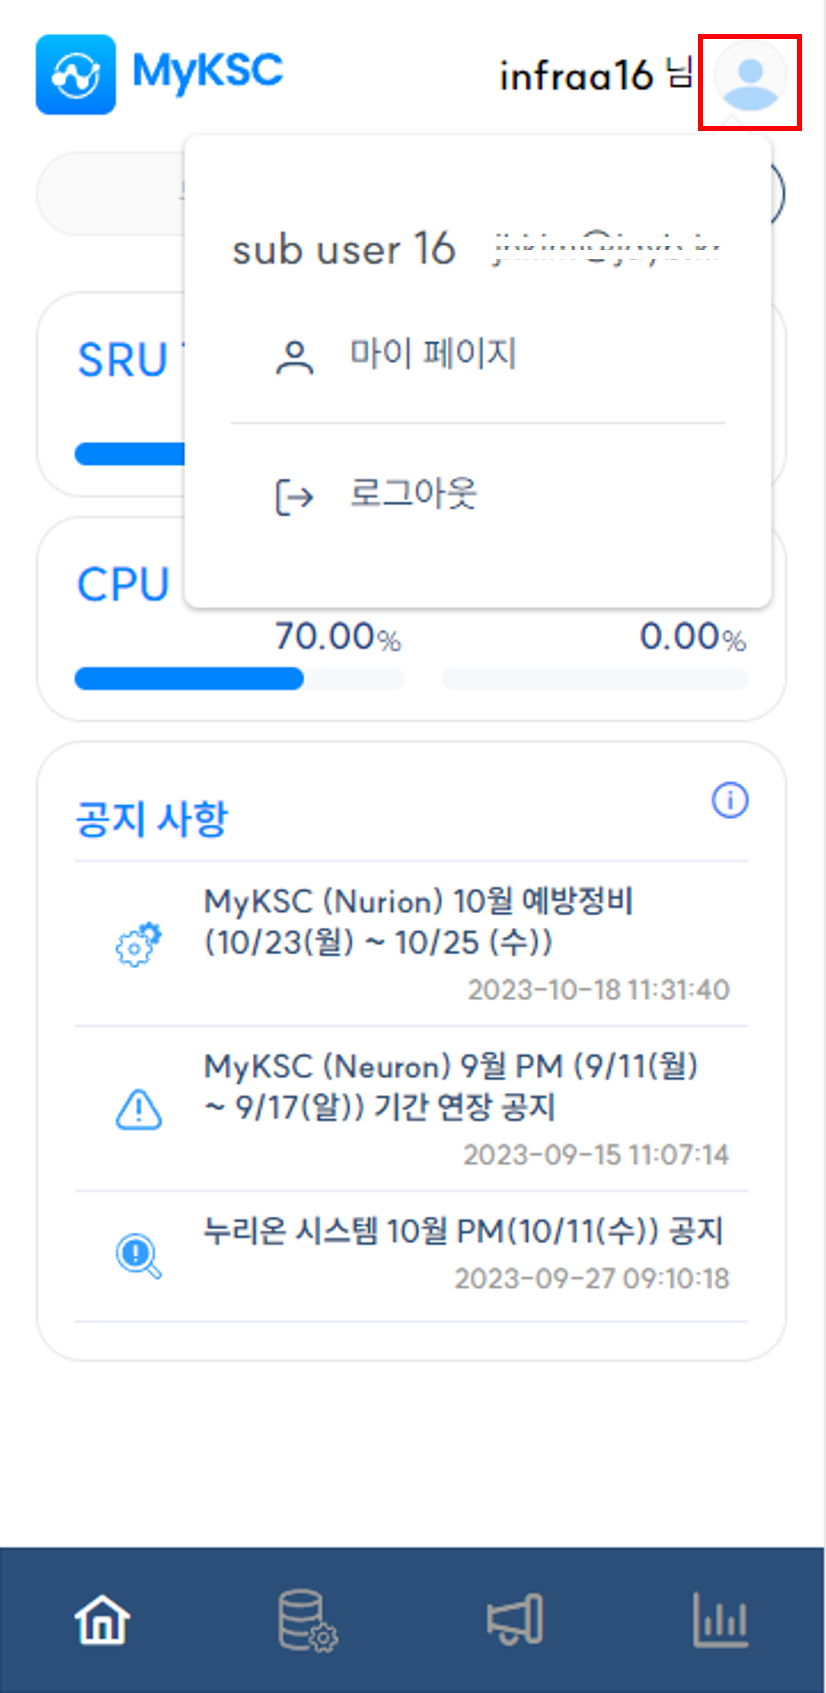 MyKSC
infraa16 님
sub user 16
마이 페이지
로그아웃
SRU
CPU
70.00%
0.00%
공지 사항
MyKSC (Nurion) 10월 예방정비
(10/23(월) ~ 10/25 (수))
2023-10-18 11:31:40
MyKSC (Neuron) 9월 PM (9/11(월)
~ 9/17(알)) 기간 연장 공지
2023-09-15 11:07:14
누리온 시스템 10월 PM(10/11(수)) 공지
2023-09-27 09:10:18